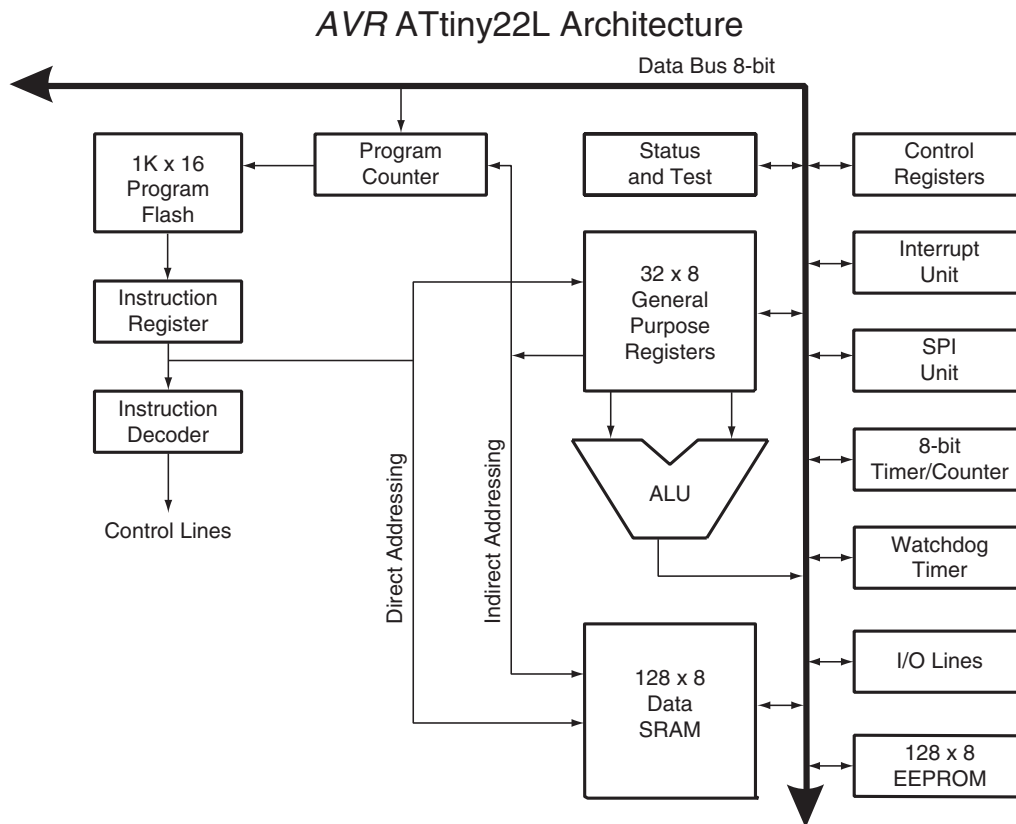 AVR ATtiny22L Architecture
Data Bus 8-bit
1K x 16
Program
Flash
Program
Counter
Status
and Test
Control
Registers
Instruction
Register
32 x 8
General
Purpose
Registers
Interrupt
Unit
SPI
Unit
Instruction
Decoder
Control Lines
Direct Addressing
Indirect Addressing
ALU
8-bit
Timer/Counter
Watchdog
Timer
128 x 8
Data
SRAM
I/O Lines
128 x 8
EEPROM